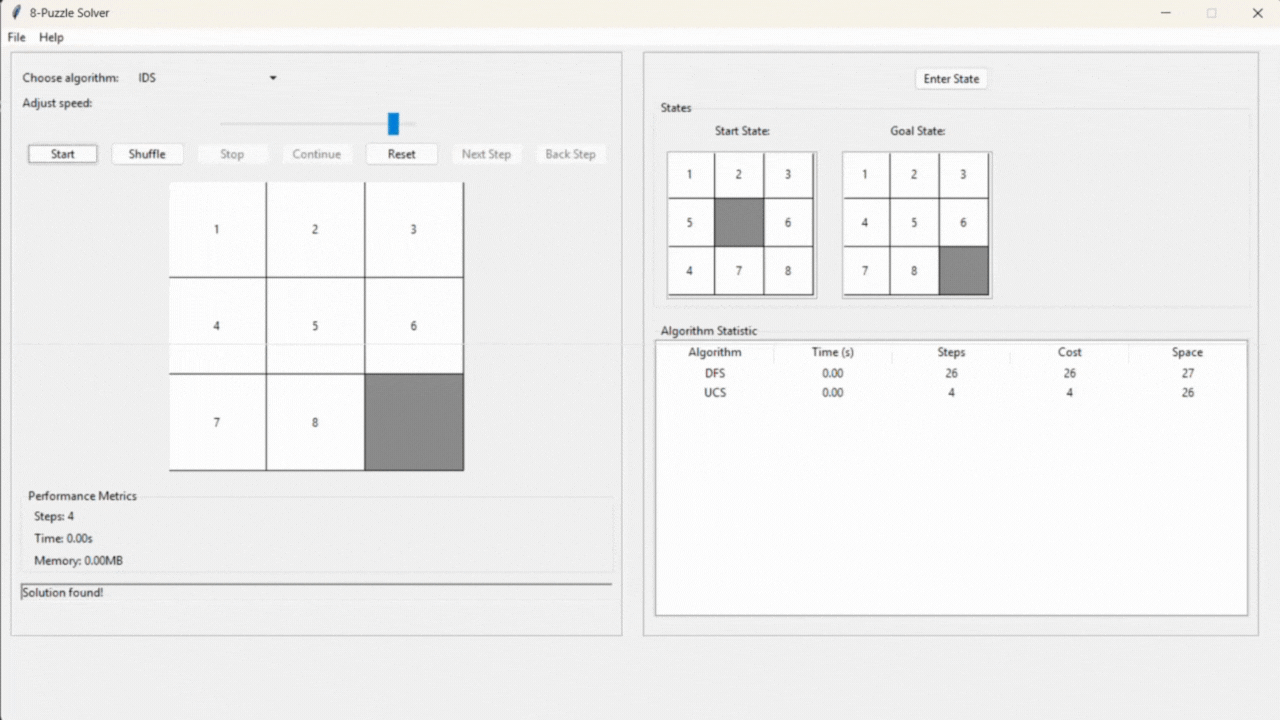 8-Puzzle Solver
File Help
Choose algorithm: IDS
Adjust speed:
Start Shuffle Stop Continue Reset Next Step Back Step
1 2 3
4 5 6
7 8
Performance Metrics
Steps: 4
Time: 0.00s
Memory: 0.00MB
Solution found!
Enter State
States
Start State: Goal State:
1 2 3 1 2 3
5 6 4 5 6
4 7 8 7 8
Algorithm Statistic
Algorithm Time (s) Steps Cost Space
DFS 0.00 26 26 27
UCS 0.00 4 4 26